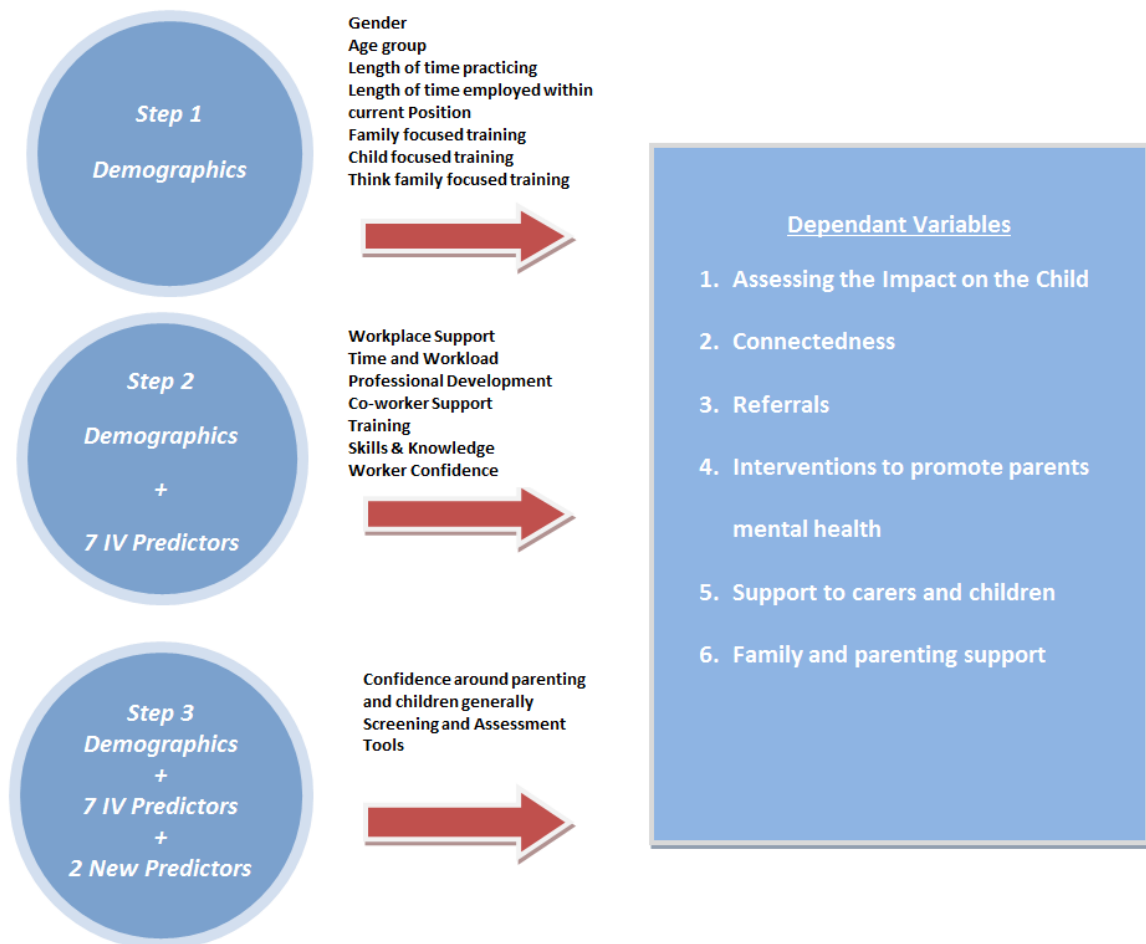 Step 1
Demographics
Gender
Age group
Length of time practicing
Length of time employed within
current Position
Family focused training
Child focused training
Think family focused training
Step 2
Demographics
+
7 IV Predictors
Workplace Support
Time and Workload
Professional Development
Co-worker Support
Training
Skills & Knowledge
Worker Confidence
Step 3
Demographics
+
7 IV Predictors
+
2 New Predictors
Confidence around parenting
and children generally
Screening and Assessment
Tools
Dependant Variables
1. Assessing the Impact on the Child
2. Connectedness
3. Referrals
4. Interventions to promote parents
mental health
5. Support to carers and children
6. Family and parenting support